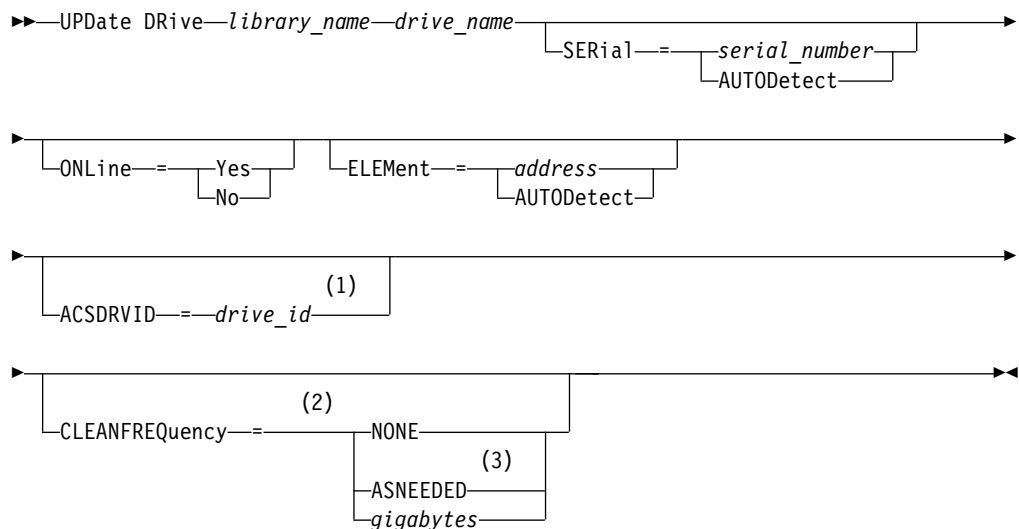 UPDate DRive library_name drive_name
SERial = serial_number
AUTODetect
ONLine = Yes
No
ELEMent = address
AUTODetect
(1)
ACSDRVID = drive_id
(2)
CLEANFREQuency = NONE
(3)
ASNEEDED
gigabytes